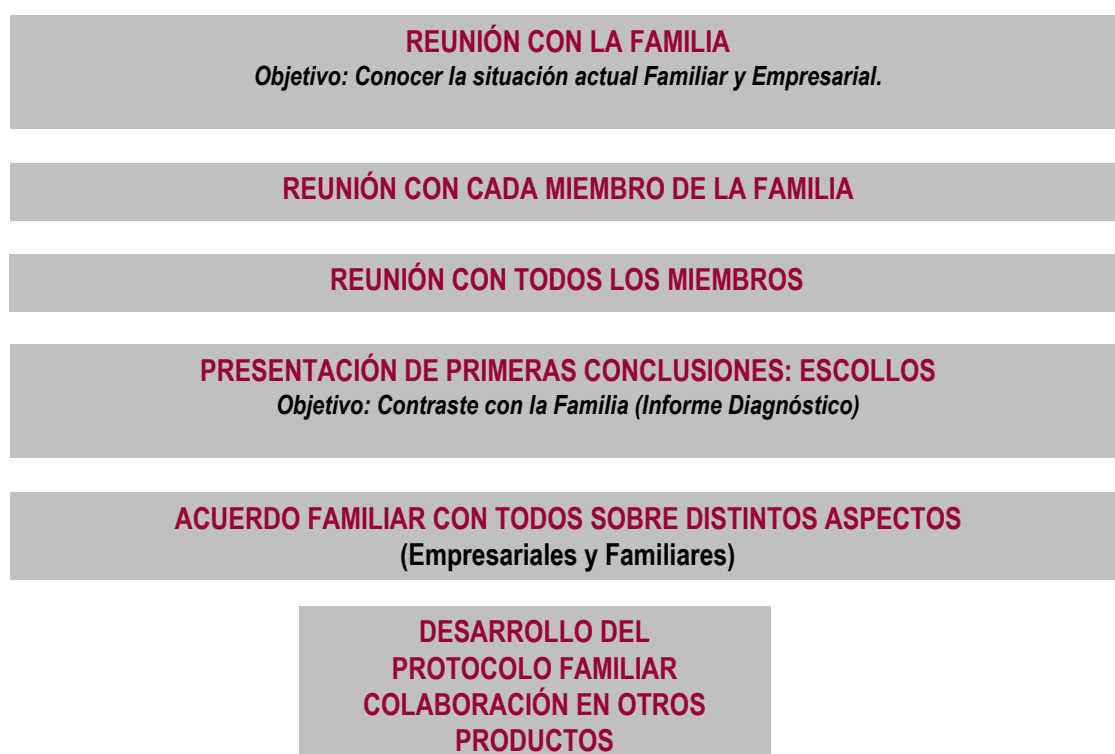 REUNIÓN CON LA FAMILIA
Objetivo: Conocer la situación actual Familiar y Empresarial.
REUNIÓN CON CADA MIEMBRO DE LA FAMILIA
REUNIÓN CON TODOS LOS MIEMBROS
PRESENTACIÓN DE PRIMERAS CONCLUSIONES: ESCOLLOS
Objetivo: Contraste con la Familia (Informe Diagnóstico)
ACUERDO FAMILIAR CON TODOS SOBRE DISTINTOS ASPECTOS
(Empresariales y Familiares)
DESARROLLO DEL
PROTOCOLO FAMILIAR
COLABORACIÓN EN OTROS
PRODUCTOS